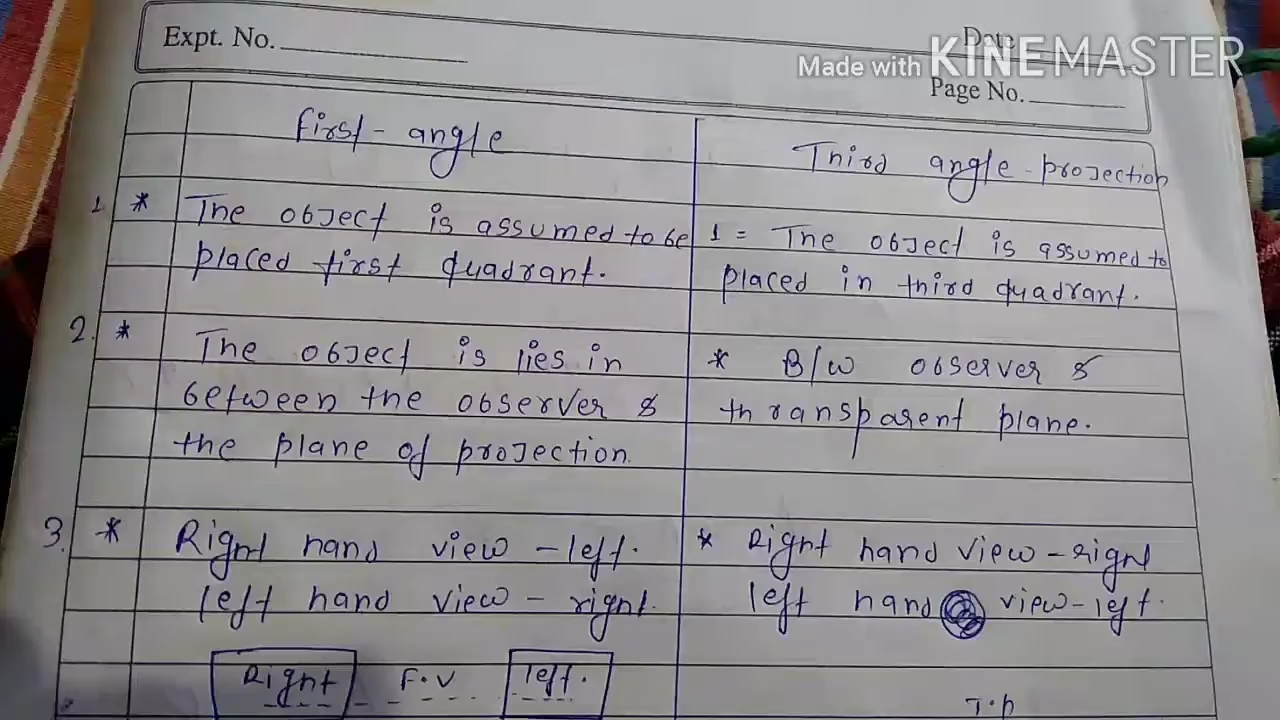 Expt. No.
Date
Made with KINEMASTER
Page No.
first - angle
Third angle - projection
1. * The object is assumed to be
placed first quadrant.
1 = The object is assumed to
placed in third quadrant.
2. * The object is lies in
between the observer &
the plane of projection.
* B/w observer &
thransparent plane.
3. * Right hand view - left.
left hand view - right.
* Right hand view - right
left hand view - left.
Right F.V left.